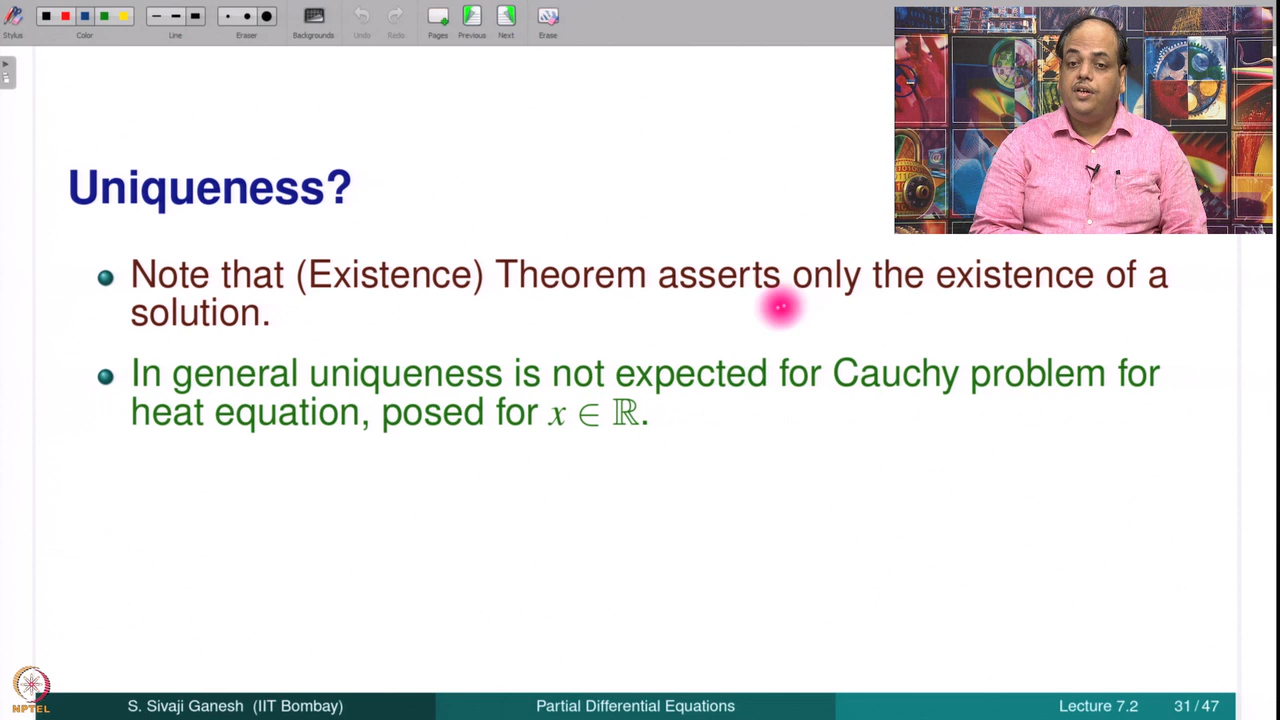 Stylus
Color
Line
Eraser
Backgrounds
Undo
Redo
Pages
Previous
Next
Erase
Uniqueness?
Note that (Existence) Theorem asserts only the existence of a
solution.
In general uniqueness is not expected for Cauchy problem for
heat equation, posed for x ∈ ℝ.
NPTEL
S. Sivaji Ganesh (IIT Bombay)
Partial Differential Equations
Lecture 7.2
31 / 47